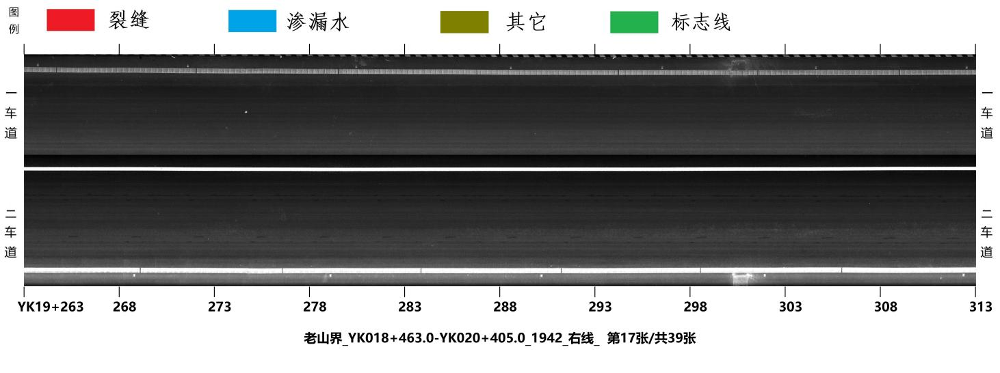 图例 裂缝 渗漏水 其它 标志线
一车道 一车道
二车道 二车道
YK19+263 268 273 278 283 288 293 298 303 308 313
老山界_YK018+463.0-YK020+405.0_1942_右线_ 第17张/共39张